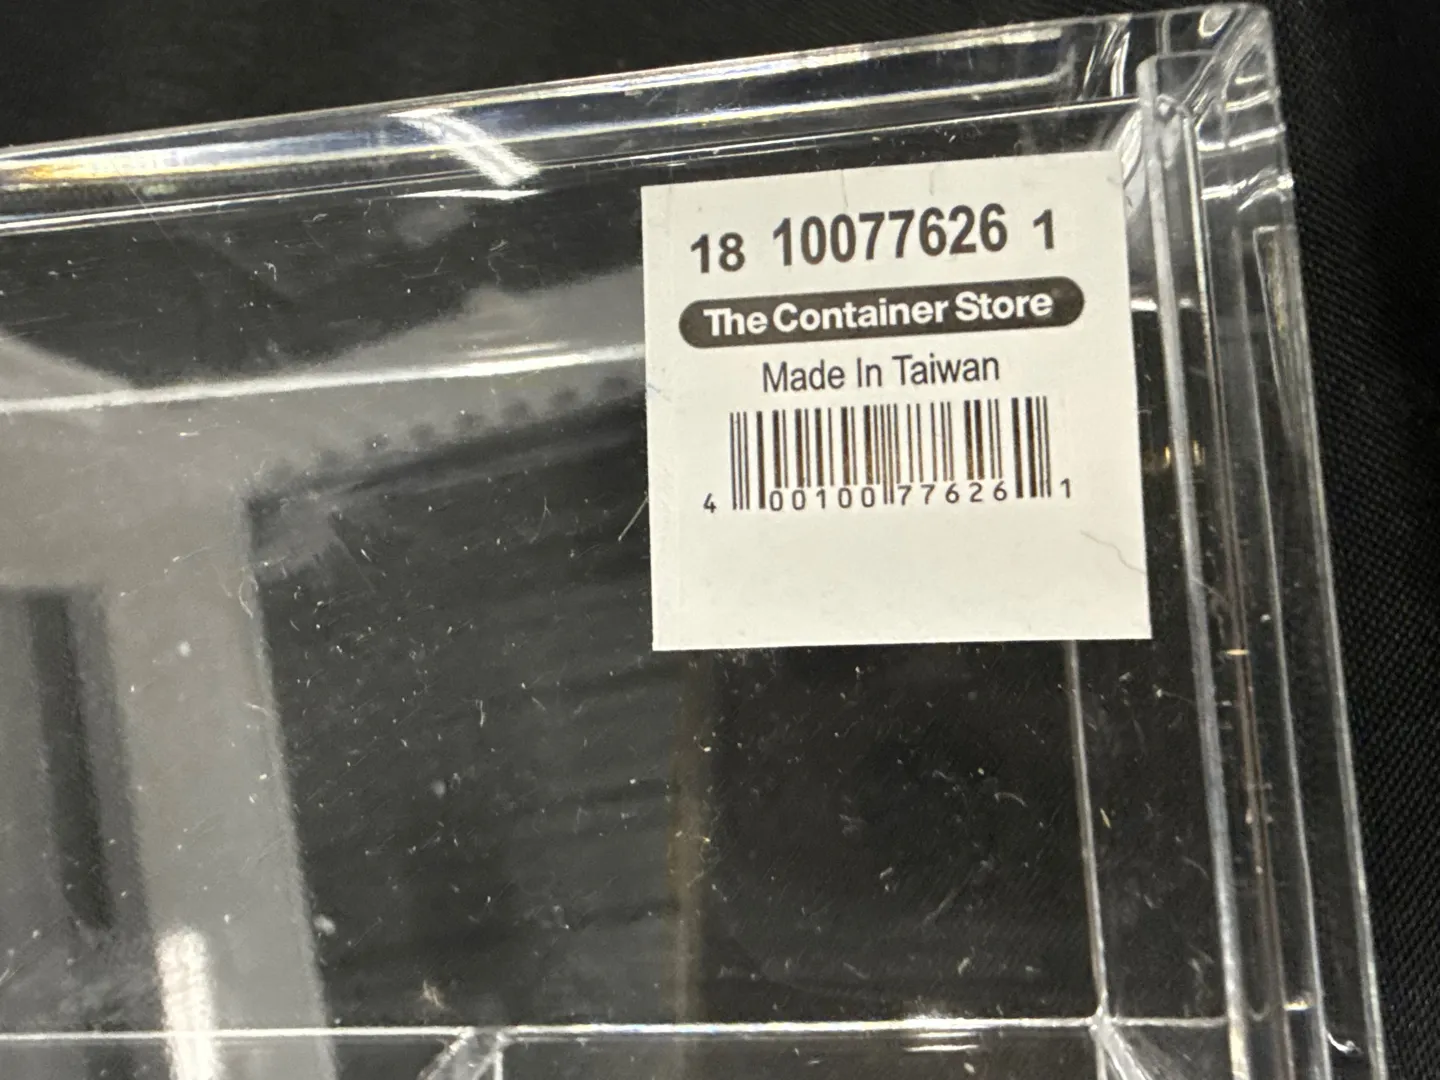 18 10077626 1
The Container Store
Made In Taiwan
4 00100 77626 1